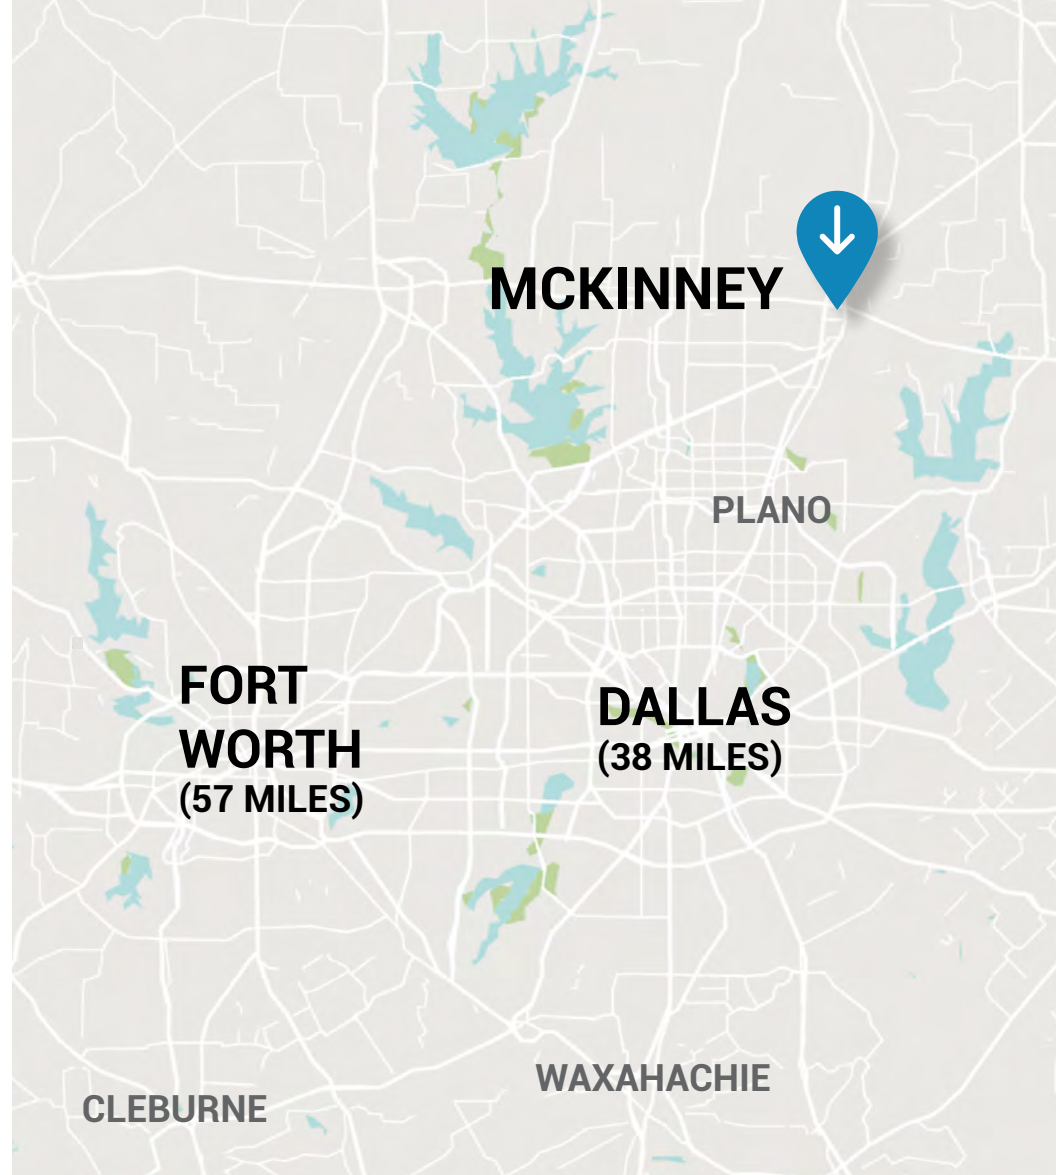 MCKINNEY
PLANO
FORT
WORTH
(57 MILES)
DALLAS
(38 MILES)
WAXAHACHIE
CLEBURNE